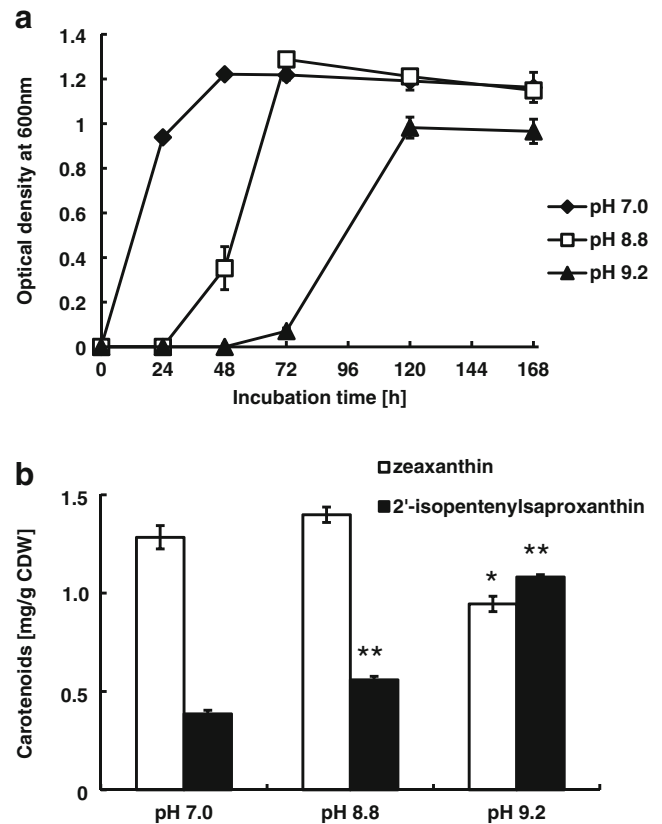 a
Optical density at 600nm
1.4
1.2
1
0.8
0.6
0.4
0.2
0
0 24 48 72 96 120 144 168
Incubation time [h]
pH 7.0
pH 8.8
pH 9.2
b
zeaxanthin
2'-isopentenylsaproxanthin
Carotenoids [mg/g CDW]
1.5
1.0
0.5
0
**
*
**
pH 7.0 pH 8.8 pH 9.2